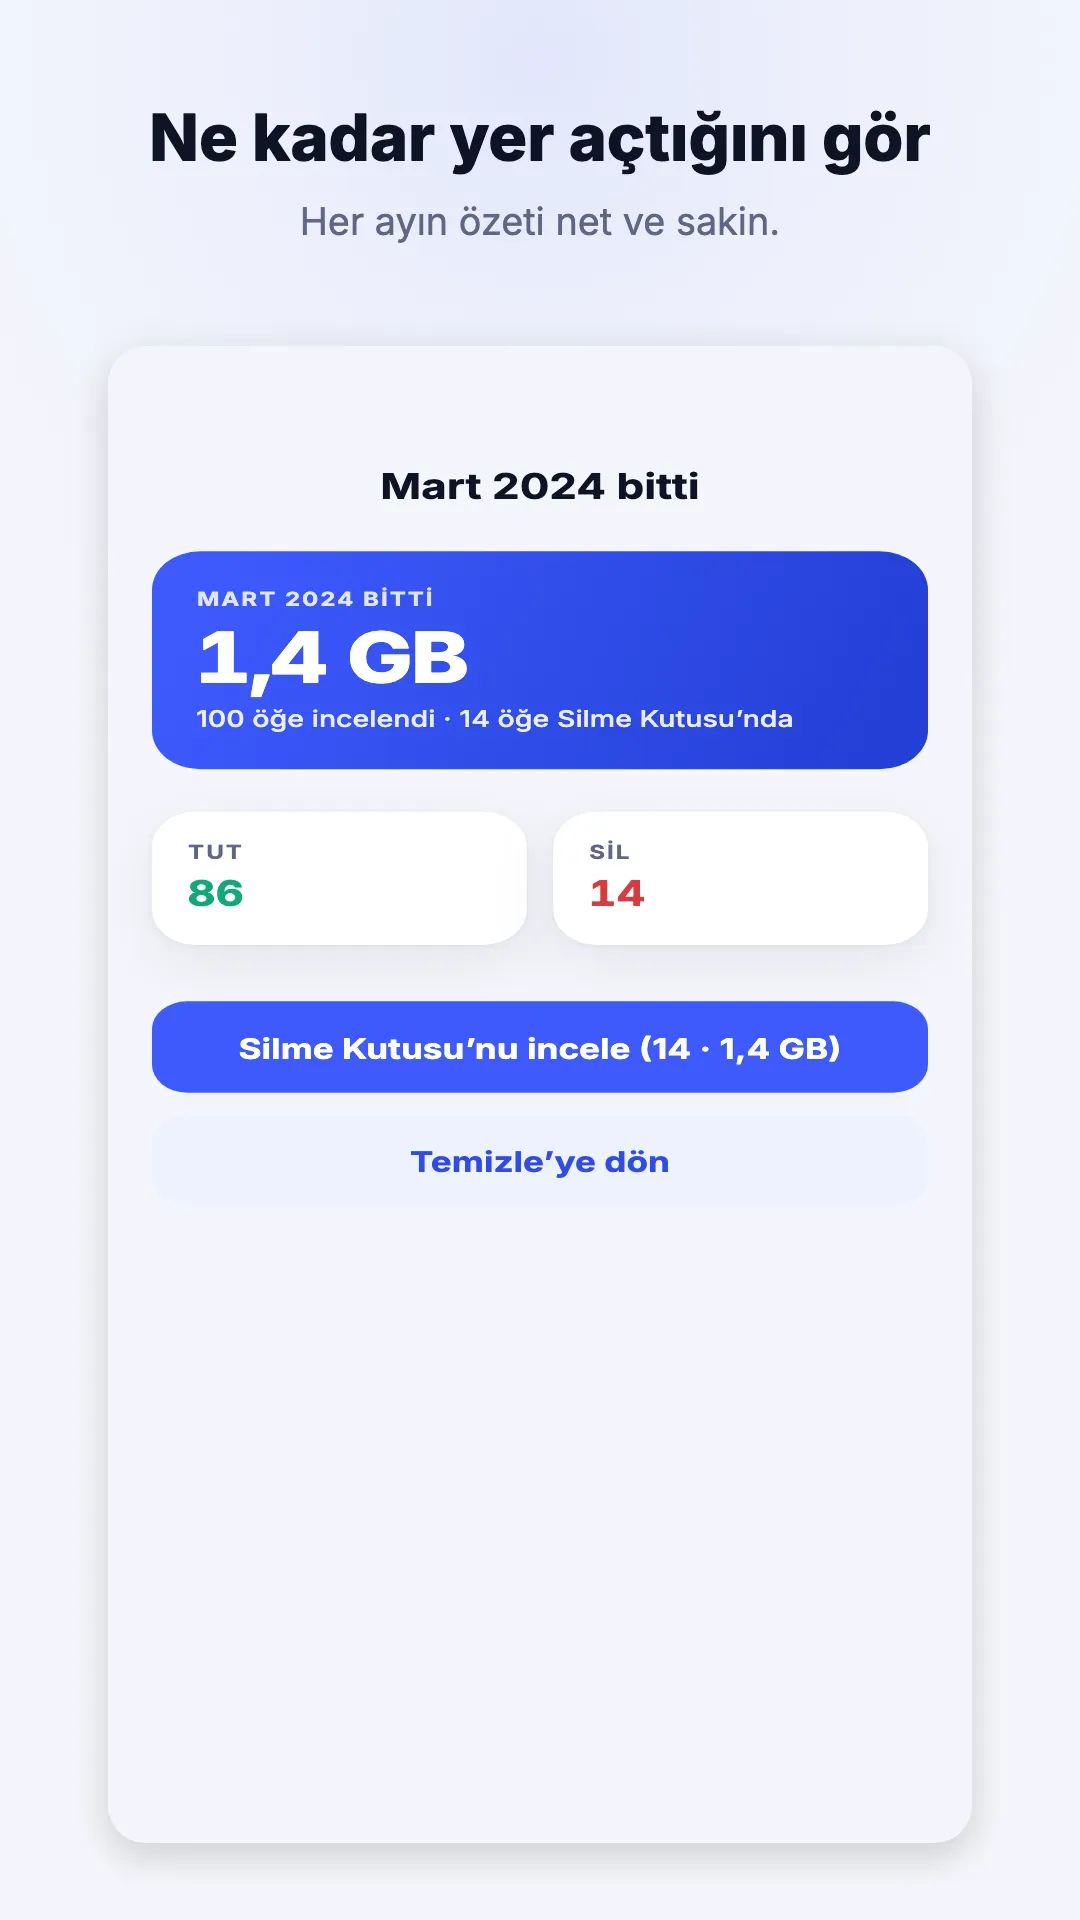 Ne kadar yer açtığını gör
Her ayın özeti net ve sakin.
Mart 2024 bitti
MART 2024 BİTTİ
1,4 GB
100 öğe incelendi · 14 öğe Silme Kutusu’nda
TUT
86
SİL
14
Silme Kutusu’nu incele (14 · 1,4 GB)
Temizle’ye dön